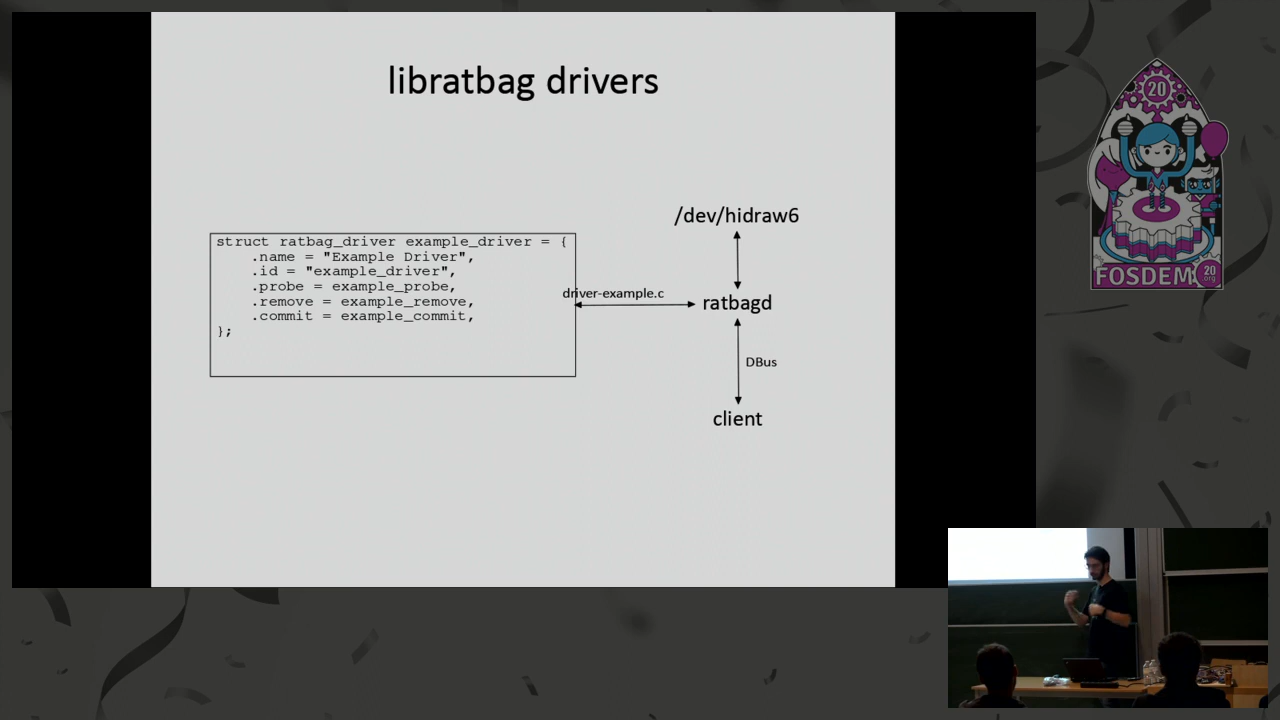 libratbag drivers
/dev/hidraw6
struct ratbag_driver example_driver = {
.name = "Example Driver",
.id = "example_driver",
.probe = example_probe,
.remove = example_remove,
.commit = example_commit,
};
driver-example.c
ratbagd
DBus
client
20
FOSDEM
20
.org